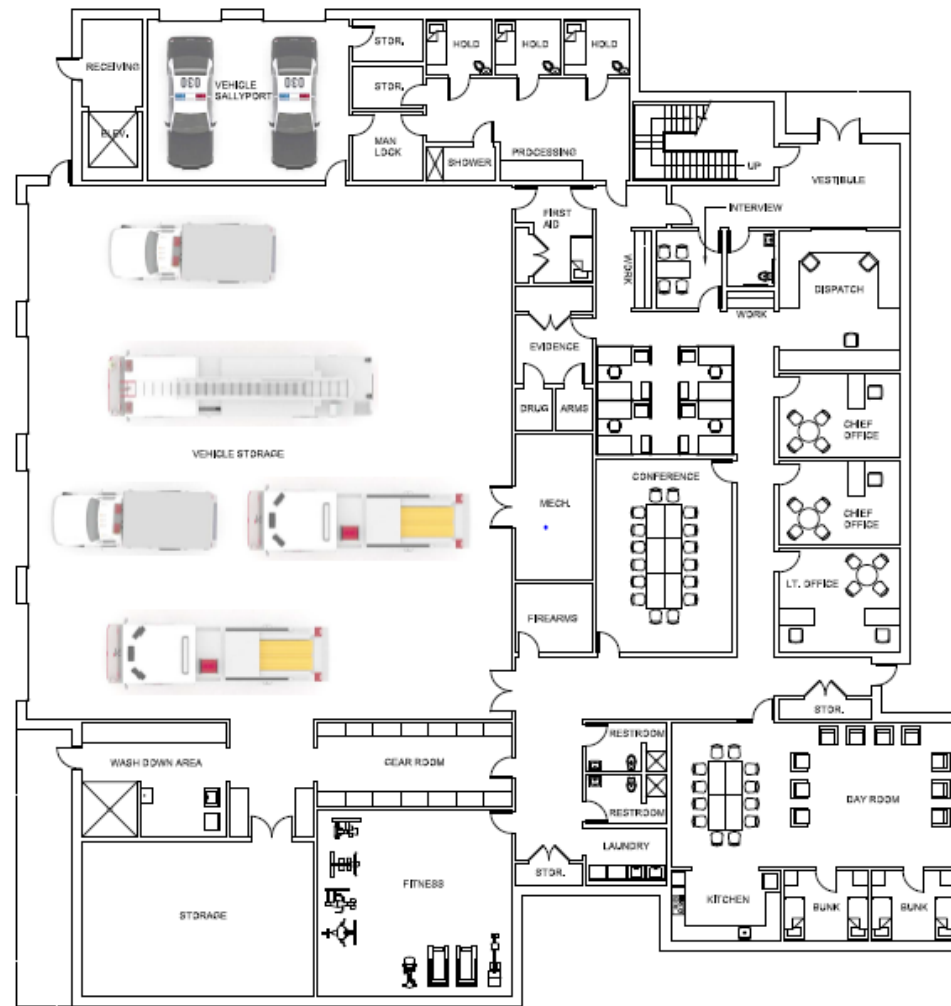 STOR.
HOLD
HOLD
HOLD
RECEIVING
VEHICLE
SALLYPORT
030
030
STOR.
ELEV.
MAN
LOCK
SHOWER
PROCESSING
UP
VESTIBULE
FIRST
AID
INTERVIEW
WORK
DISPATCH
WORK
EVIDENCE
DRUG
ARMS
CHIEF
OFFICE
VEHICLE STORAGE
CONFERENCE
MECH.
CHIEF
OFFICE
LT. OFFICE
FIREARMS
STOR.
RESTROOM
WASH DOWN AREA
GEAR ROOM
DAY ROOM
RESTROOM
LAUNDRY
STOR.
FITNESS
KITCHEN
BUNK
BUNK
STORAGE